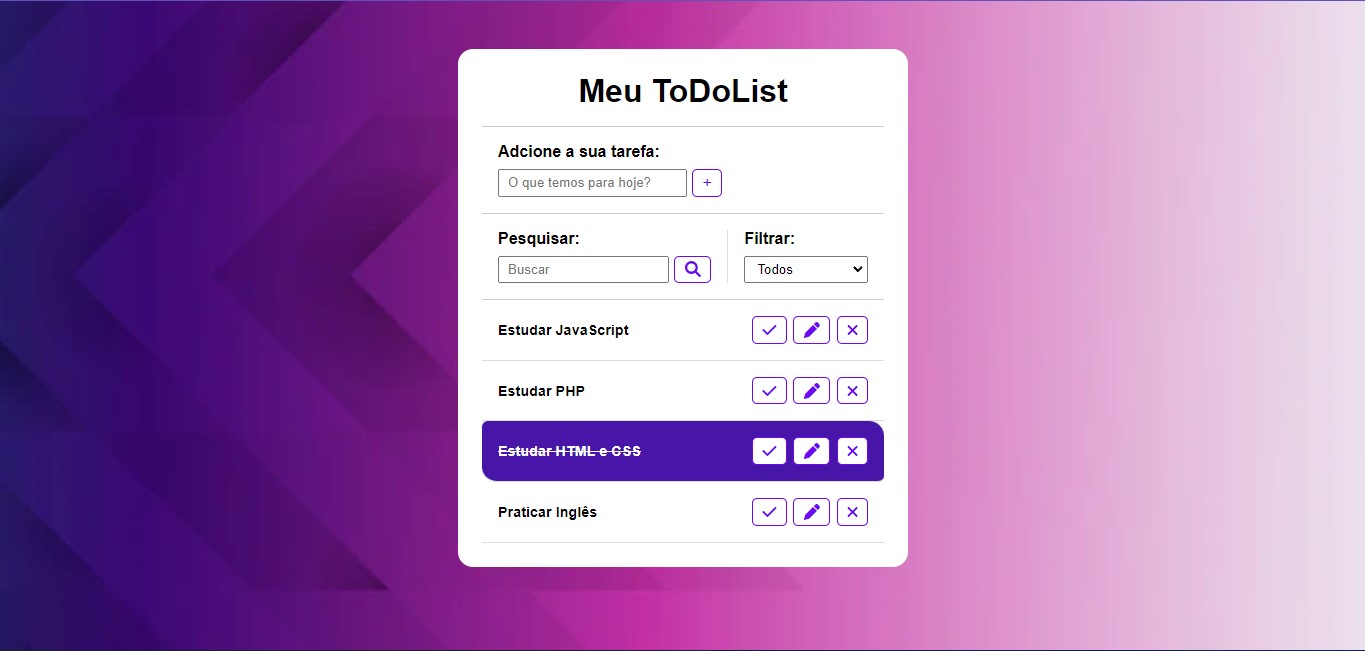 Meu ToDoList
Adcione a sua tarefa:
O que temos para hoje? +
Pesquisar: Filtrar:
Buscar Todos
Estudar JavaScript
Estudar PHP
Estudar HTML e CSS
Praticar Inglês